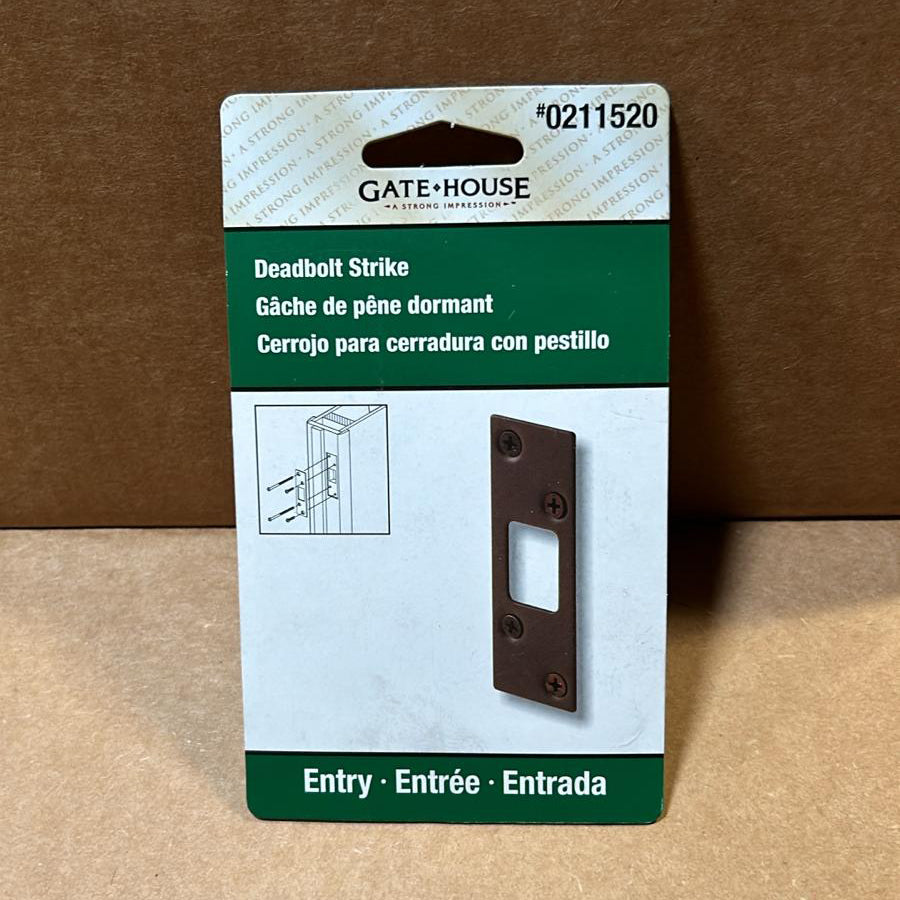 #0211520
GATE HOUSE
A STRONG IMPRESSION
Deadbolt Strike
Gâche de pêne dormant
Cerrojo para cerradura con pestillo
Entry · Entrée · Entrada